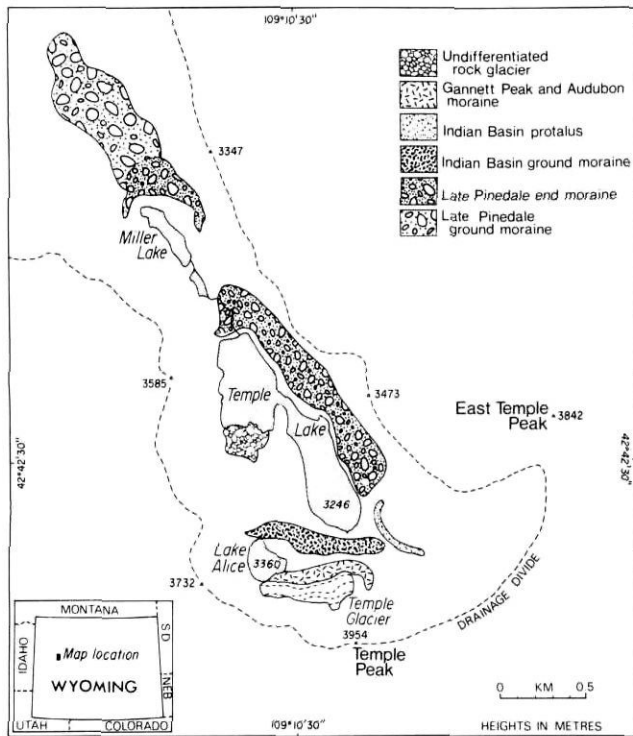 109°10'30"
Undifferentiated
rock glacier
Gannett Peak and Audubon
moraine
Indian Basin protalus
Indian Basin ground moraine
Late Pinedale end moraine
Late Pinedale
ground moraine
3347
Miller
Lake
3585
3473
Temple
Lake
East Temple
Peak
3842
42°42'30"
42°42'30"
3246
Lake
Alice
3360
3732
Temple
Glacier
DRAINAGE DIVIDE
3954
Temple
Peak
MONTANA
IDAHO
S D
Map location
WYOMING
NEB
UTAH
COLORADO
0 KM 0.5
109°10'30"
HEIGHTS IN METRES